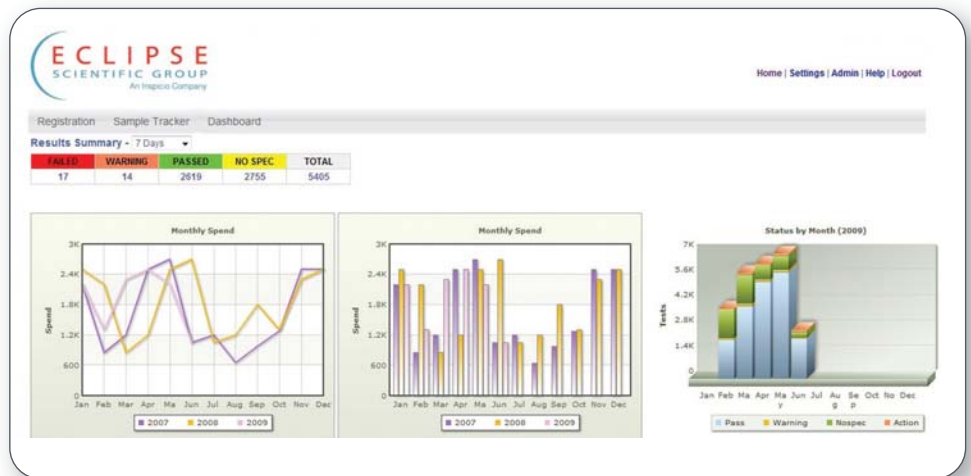 ECLIPSE
SCIENTIFIC GROUP
An Inspicio Company
Home | Settings | Admin | Help | Logout
Registration Sample Tracker Dashboard
Results Summary - 7 Days
FAILED WARNING PASSED NO SPEC TOTAL
17 14 2619 2755 5405
Monthly Spend
3K
2.4K
1.8K
1.2K
600
0
Spend
Jan Feb Mar Apr Ma Jun Jul Aug Sep Oct Nov Dec
2007 2008 2009
Monthly Spend
3K
2.4K
1.8K
1.2K
600
0
Spend
Jan Feb Mar Apr Ma Jun Jul Aug Sep Oct Nov Dec
2007 2008 2009
Status by Month (2009)
7K
5.6K
4.2K
2.8K
1.4K
0
Tests
Jan Feb Ma Apr Ma Jun Jul Au Se Oct No Dec
y g p
Pass Warning Nospec Action